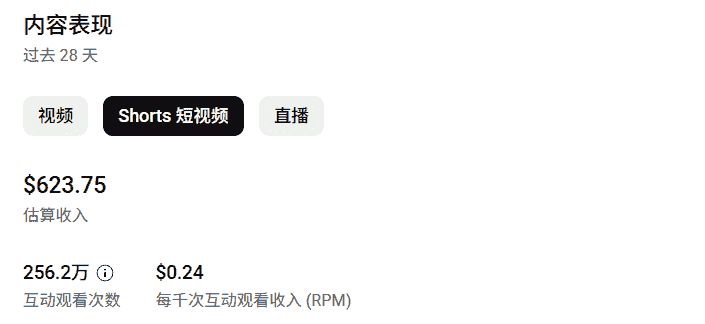 内容表现
过去 28 天
视频 Shorts 短视频 直播
$623.75
估算收入
256.2万 $0.24
互动观看次数 每千次互动观看收入 (RPM)